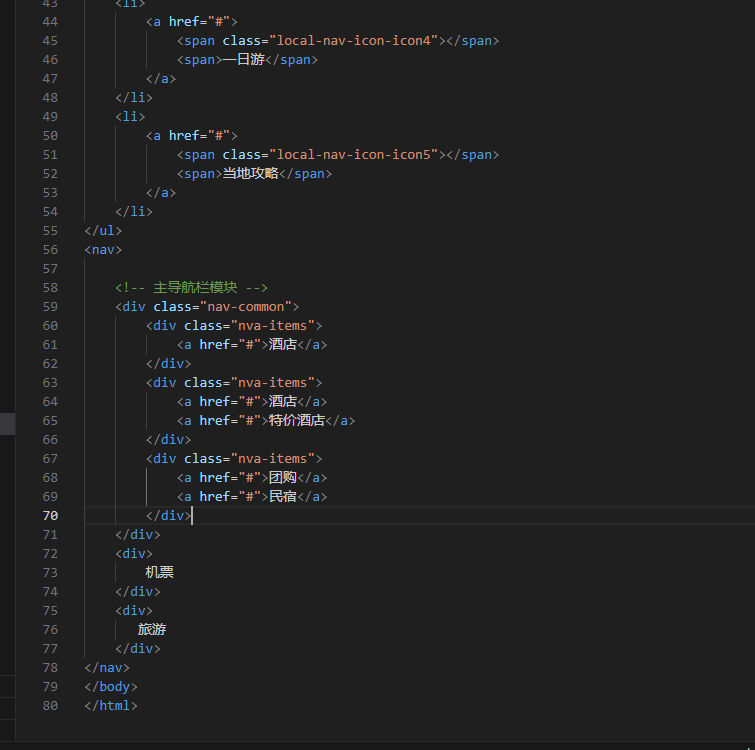 43 <li>
44 <a href="#">
45 <span class="local-nav-icon-icon4"></span>
46 <span>一日游</span>
47 </a>
48 </li>
49 <li>
50 <a href="#">
51 <span class="local-nav-icon-icon5"></span>
52 <span>当地攻略</span>
53 </a>
54 </li>
55 </ul>
56 <nav>
57
58 <!-- 主导航栏模块 -->
59 <div class="nav-common">
60 <div class="nva-items">
61 <a href="#">酒店</a>
62 </div>
63 <div class="nva-items">
64 <a href="#">酒店</a>
65 <a href="#">特价酒店</a>
66 </div>
67 <div class="nva-items">
68 <a href="#">团购</a>
69 <a href="#">民宿</a>
70 </div>
71 </div>
72 <div>
73 机票
74 </div>
75 <div>
76 旅游
77 </div>
78 </nav>
79 </body>
80 </html>